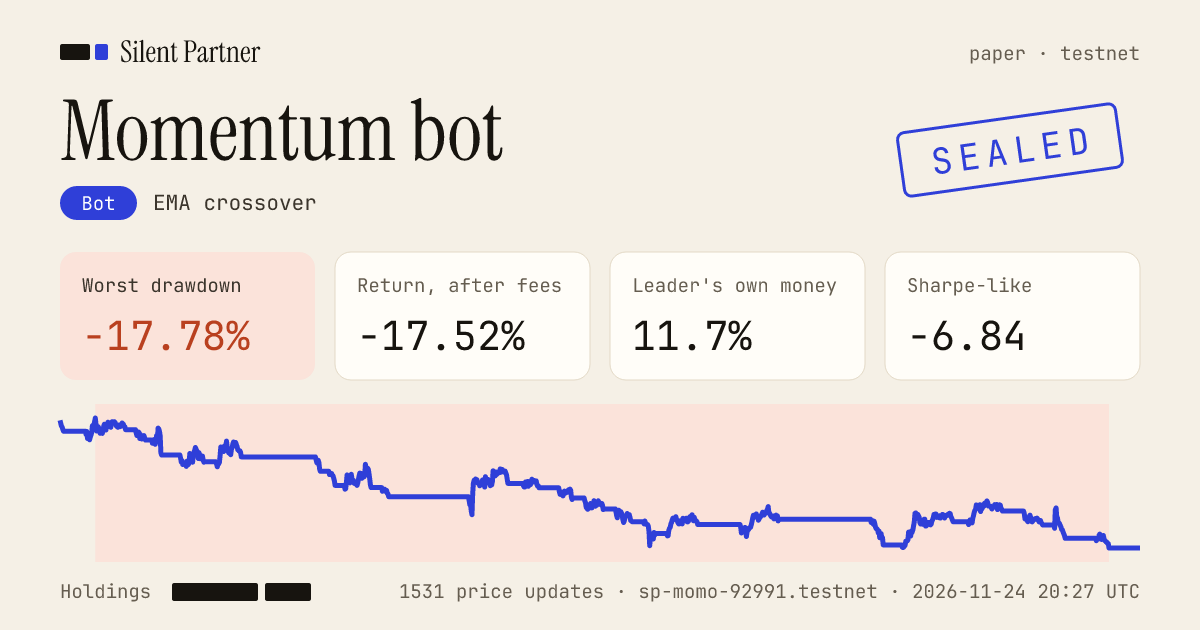 Silent Partner
paper · testnet
Momentum bot
SEALED
Bot EMA crossover
Worst drawdown
-17.78%
Return, after fees
-17.52%
Leader's own money
11.7%
Sharpe-like
-6.84
Holdings
1531 price updates · sp-momo-92991.testnet · 2026-11-24 20:27 UTC